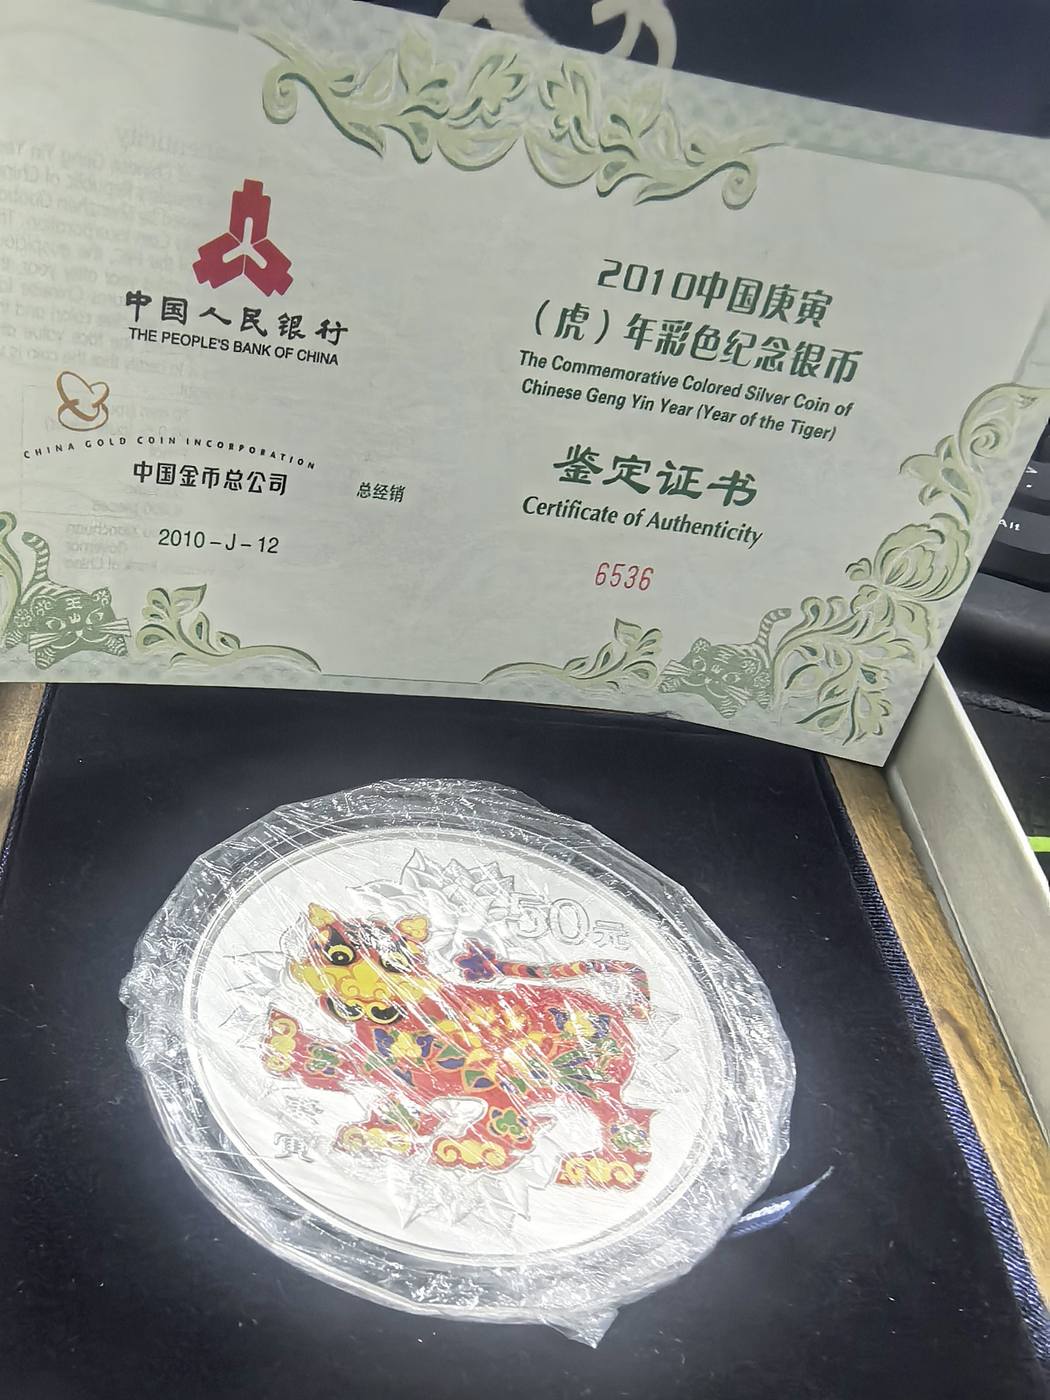 中国人民银行
THE PEOPLE'S BANK OF CHINA
CHINA GOLD COIN INCORPORATION
中国金币总公司
总经销
2010-J-12
2010中国庚寅
（虎）年彩色纪念银币
The Commemorative Colored Silver Coin of
Chinese Geng Yin Year (Year of the Tiger)
鉴定证书
Certificate of Authenticity
6536
50元
寅